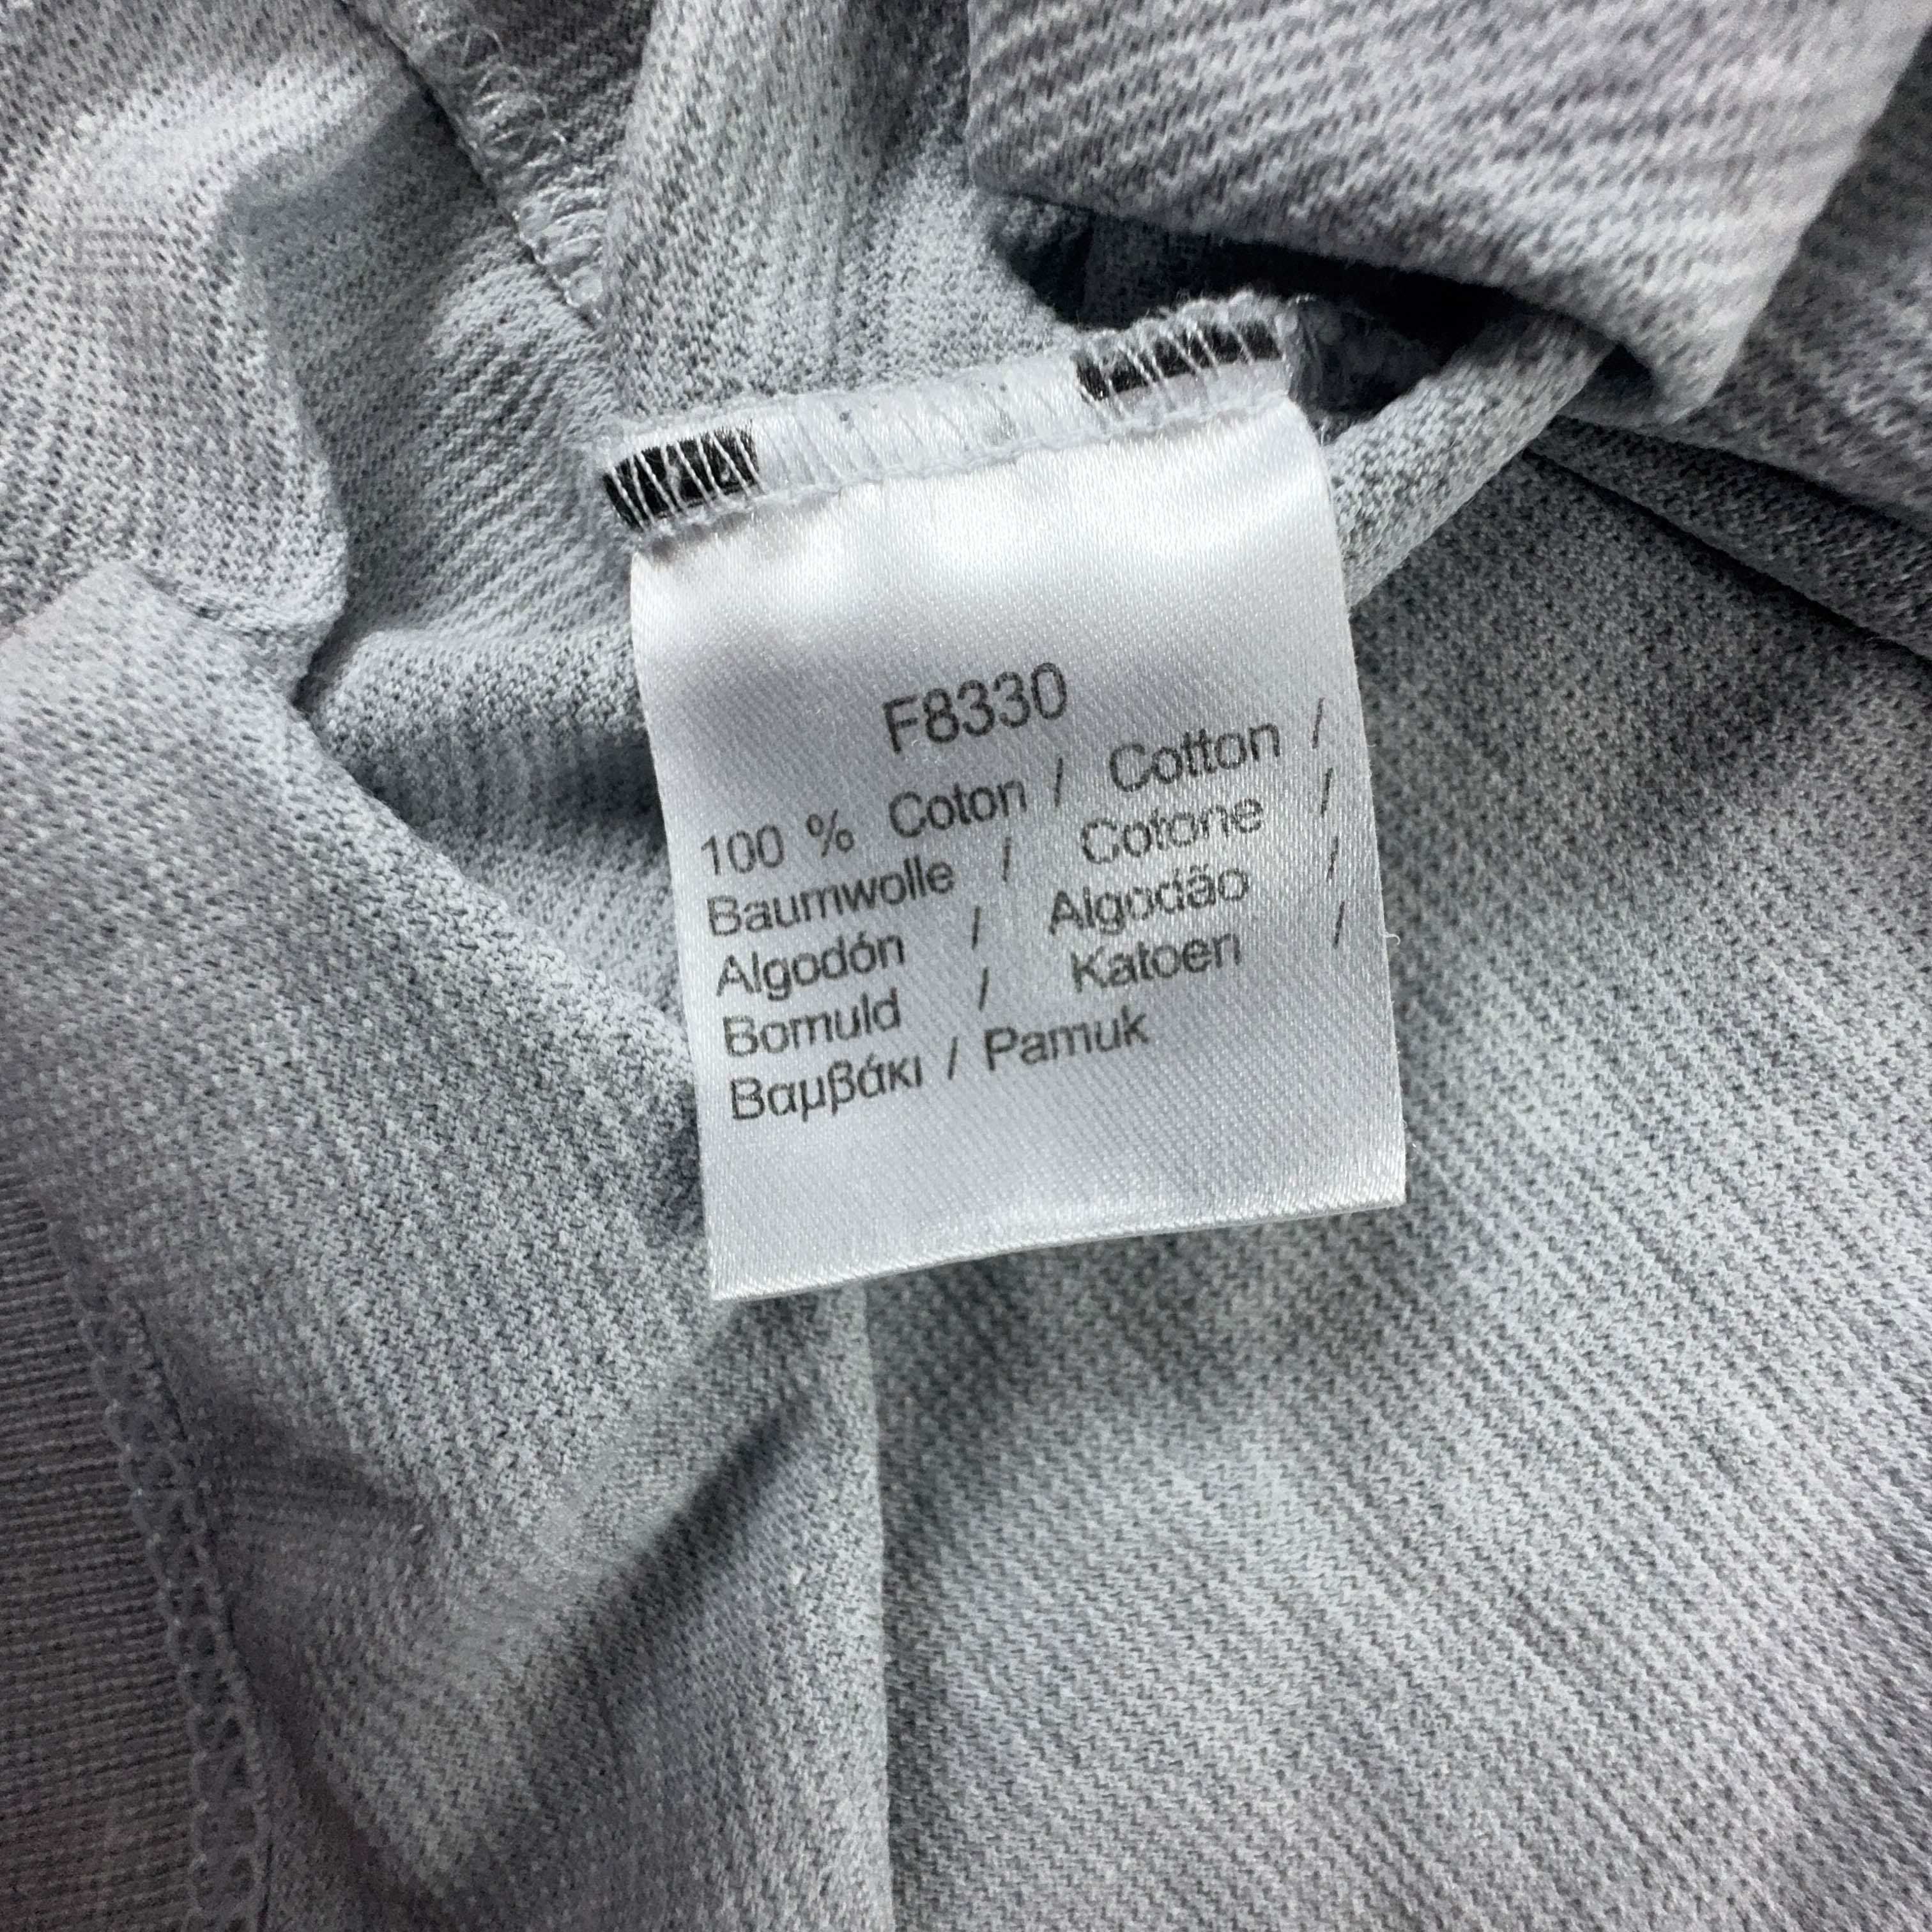 F8330
100 % Coton / Cotton /
Baumwolle / Cotone /
Algodón / Algodão /
Bomuld / Katoen /
Βαμβάκι / Pamuk